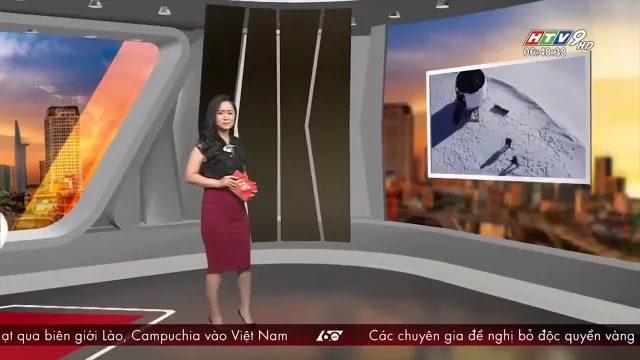 HTV9 HD
06:48:38
ạt qua biên giới Lào, Campuchia vào Việt Nam 60 Các chuyên gia đề nghị bỏ độc quyền vàng